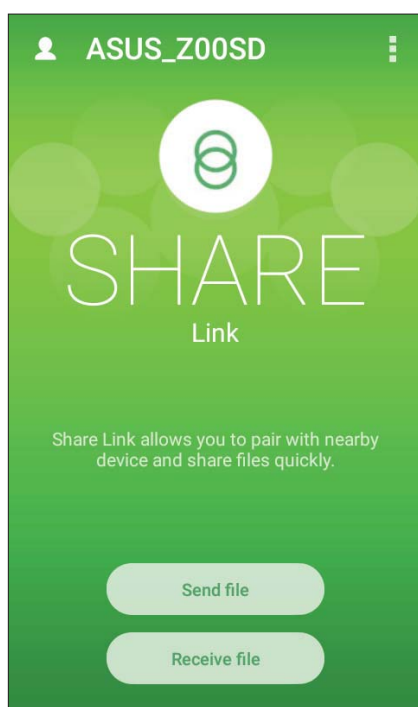 ASUS_Z00SD
SHARE
Link
Share Link allows you to pair with nearby
device and share files quickly.
Send file
Receive file